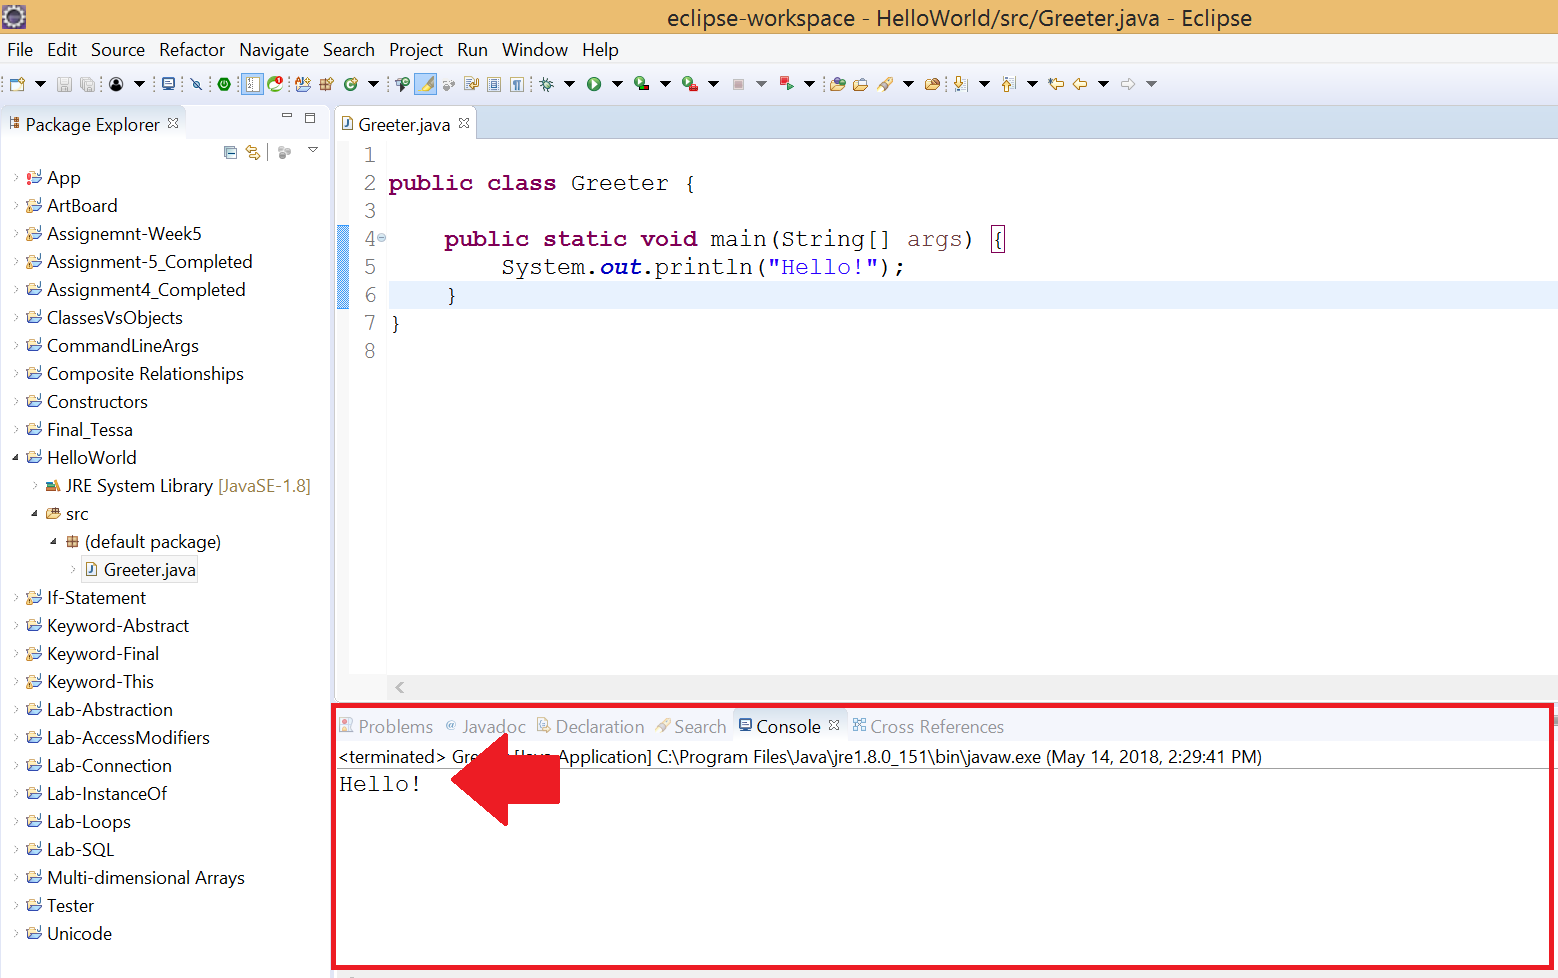 eclipse-workspace - HelloWorld/src/Greeter.java - Eclipse
File Edit Source Refactor Navigate Search Project Run Window Help
Package Explorer
App
ArtBoard
Assignemnt-Week5
Assignment-5_Completed
Assignment4_Completed
ClassesVsObjects
CommandLineArgs
Composite Relationships
Constructors
Final_Tessa
HelloWorld
JRE System Library [JavaSE-1.8]
src
(default package)
Greeter.java
If-Statement
Keyword-Abstract
Keyword-Final
Keyword-This
Lab-Abstraction
Lab-AccessModifiers
Lab-Connection
Lab-InstanceOf
Lab-Loops
Lab-SQL
Multi-dimensional Arrays
Tester
Unicode
Greeter.java
1
2 public class Greeter {
3
4 public static void main(String[] args) {
5 System.out.println("Hello!");
6 }
7 }
8
Problems @ Javadoc Declaration Search Console Cross References
<terminated> Application] C:\Program Files\Java\jre1.8.0_151\bin\javaw.exe (May 14, 2018, 2:29:41 PM)
Hello!